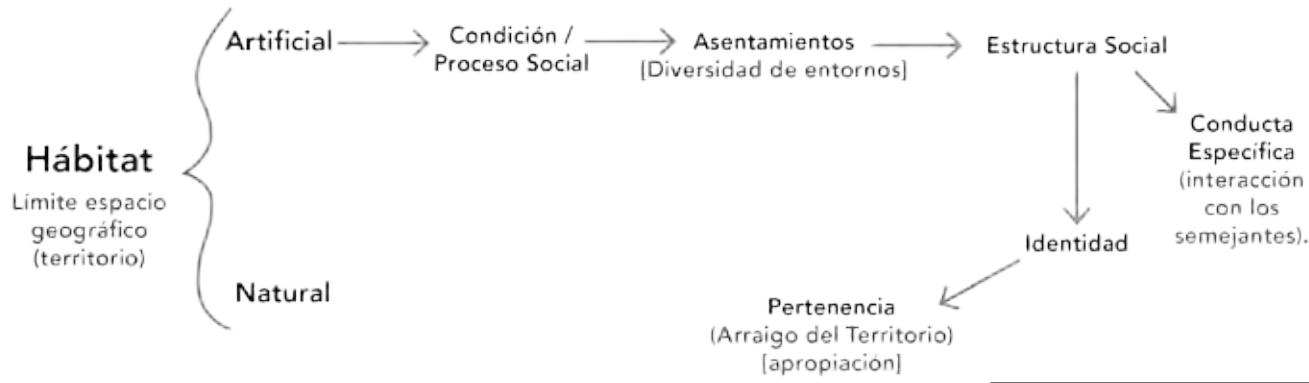 Artificial
Condición /
Proceso Social
Asentamientos
[Diversidad de entornos]
Estructura Social
Conducta
Específica
(interacción
con los
semejantes).
Hábitat
Límite espacio
geográfico
(territorio)
Identidad
Natural
Pertenencia
(Arraigo del Territorio)
[apropiación]